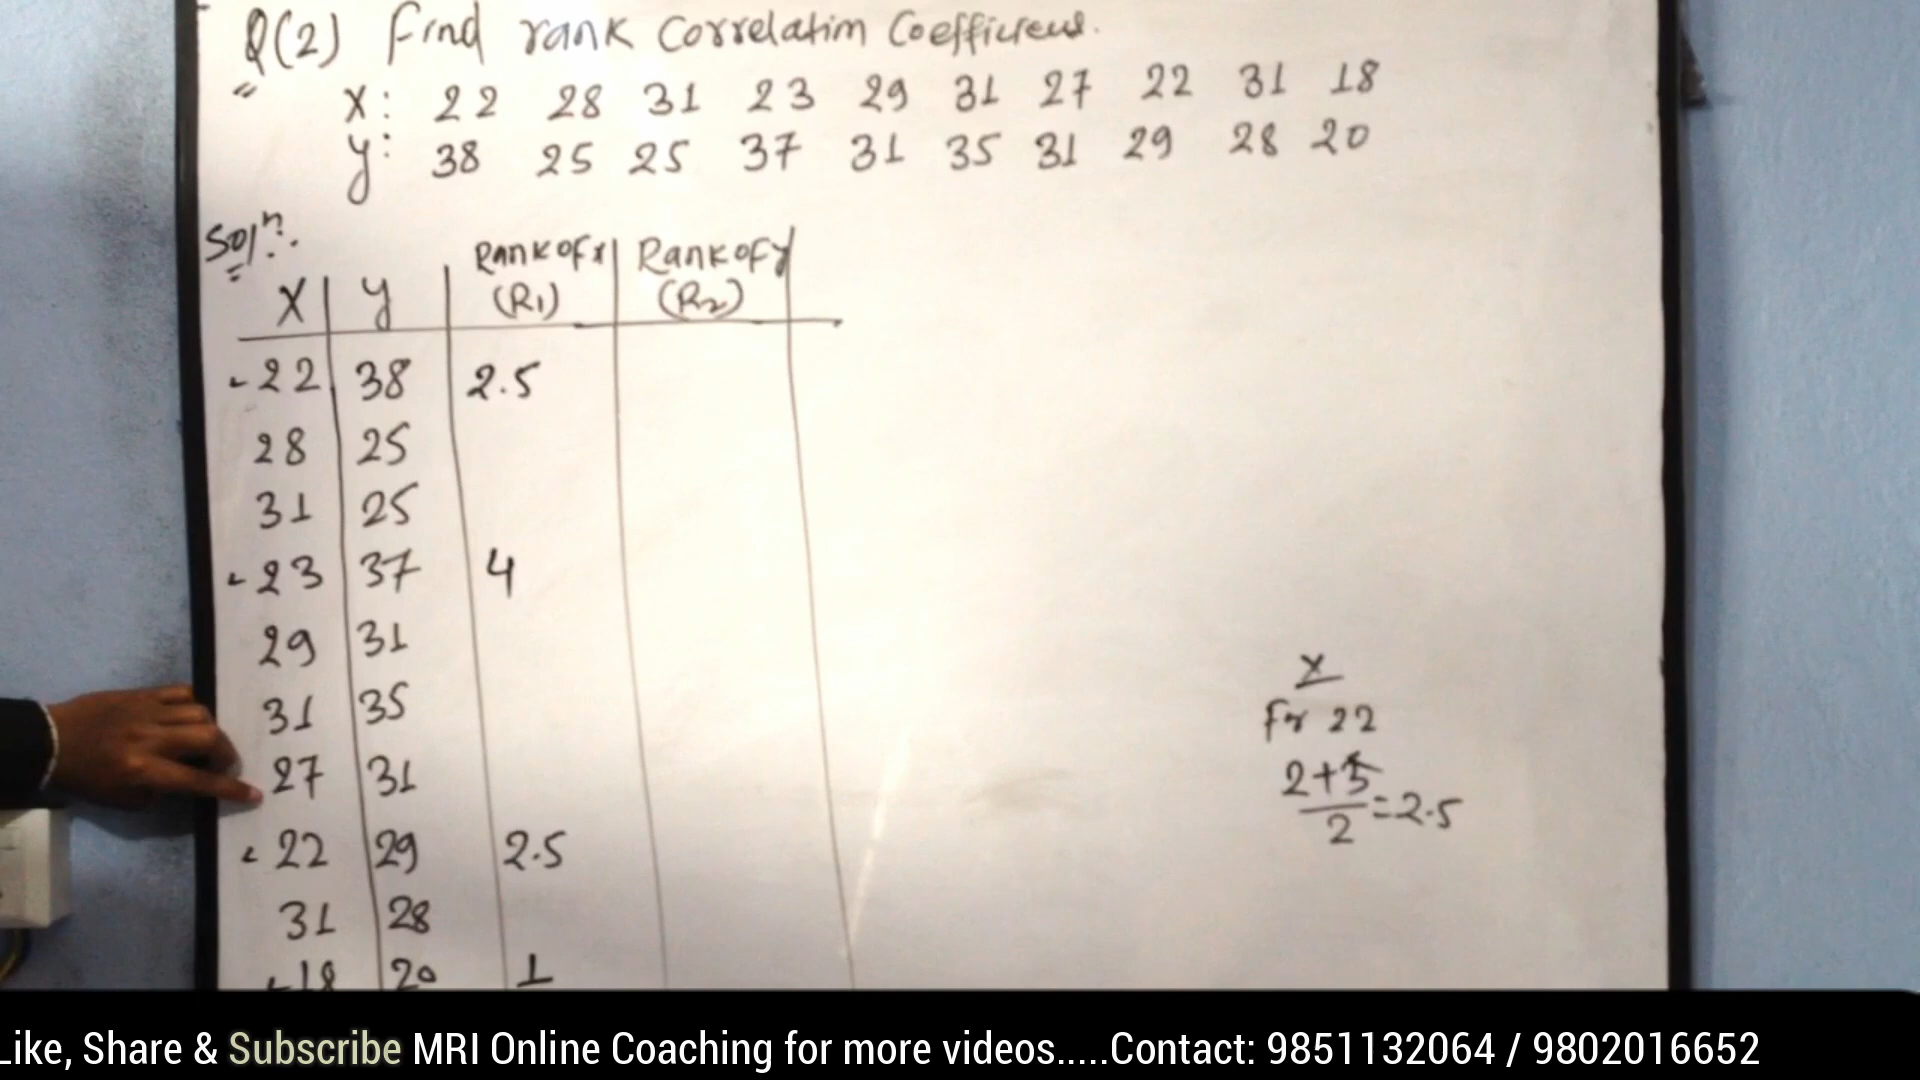 Q(2) Find rank Correlation Coefficient.
X: 22 28 31 23 29 31 27 22 31 18
y: 38 25 25 37 31 35 31 29 28 20
Solⁿ:
X y Rank of x (R₁) Rank of y (R₂)
22 38 2.5
28 25
31 25
23 37 4
29 31
31 35
27 31
22 29 2.5
31 28
18 20 1
X
For 22
2+3/2 = 2.5
Like, Share & Subscribe MRI Online Coaching for more videos.....Contact: 9851132064 / 9802016652